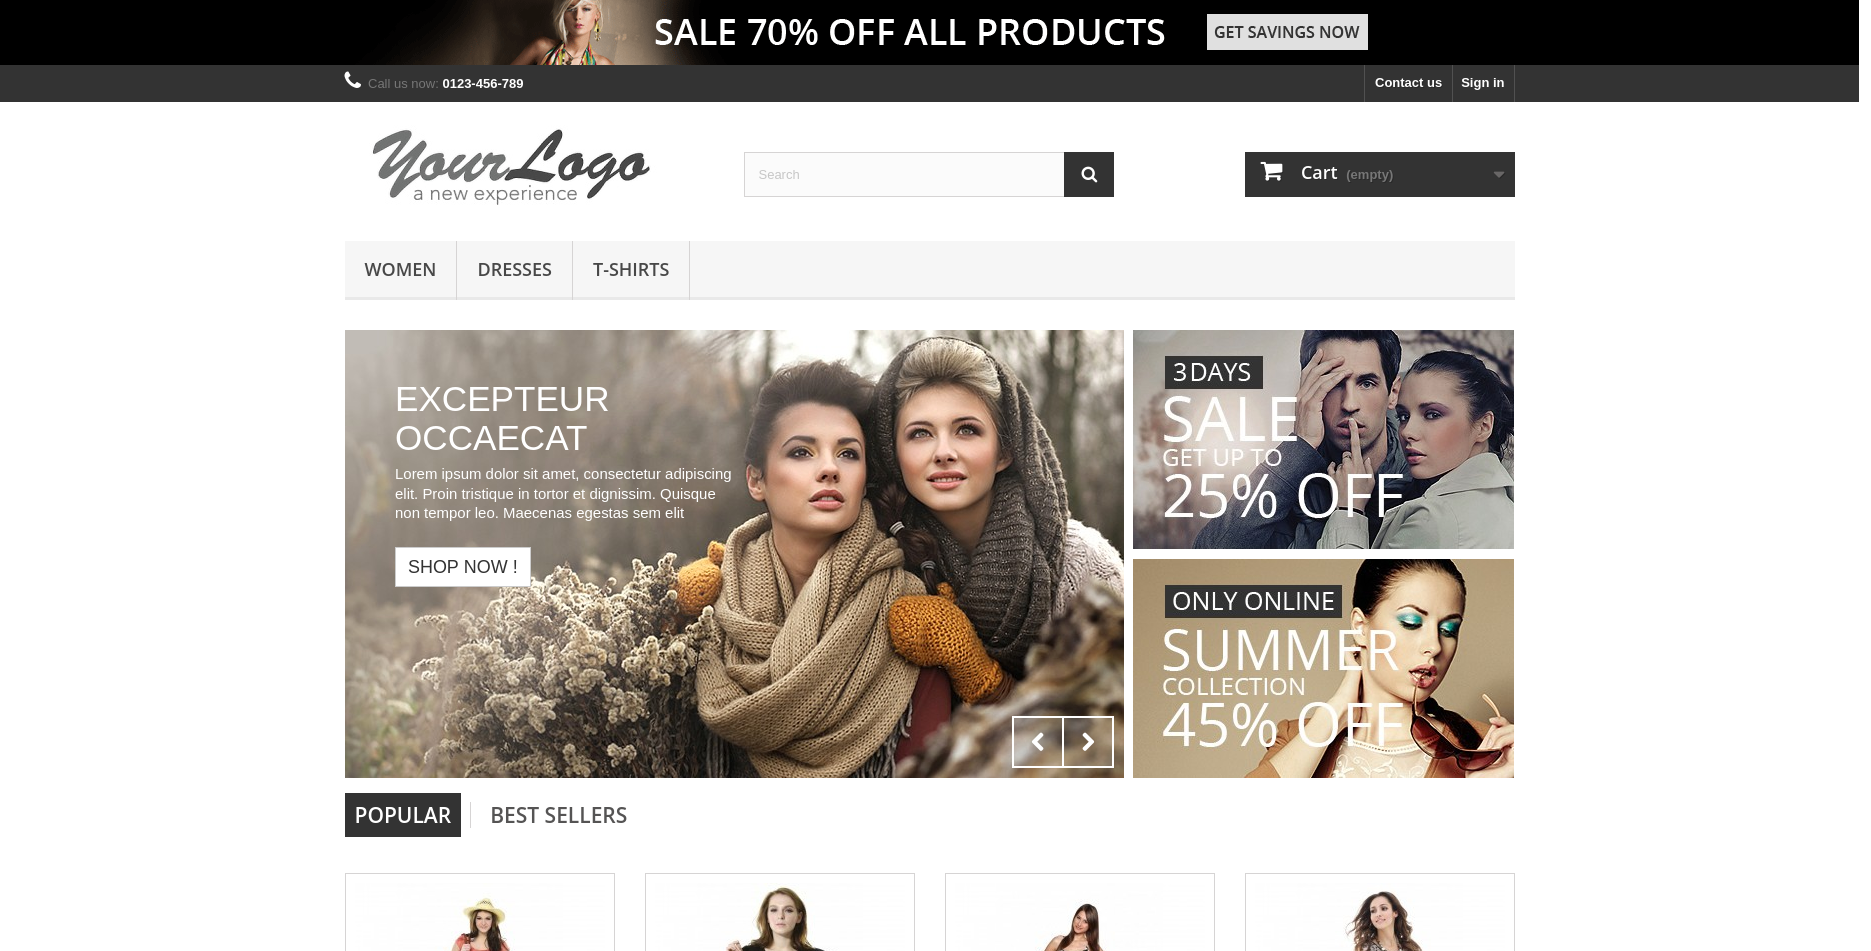 SALE 70% OFF ALL PRODUCTS GET SAVINGS NOW
Call us now: 0123-456-789 Contact us Sign in
YourLogo
a new experience
Search
Cart (empty)
WOMEN DRESSES T-SHIRTS
EXCEPTEUR
OCCAECAT
Lorem ipsum dolor sit amet, consectetur adipiscing
elit. Proin tristique in tortor et dignissim. Quisque
non tempor leo. Maecenas egestas sem elit
SHOP NOW !
3 DAYS
SALE
GET UP TO
25% OFF
ONLY ONLINE
SUMMER
COLLECTION
45% OFF
POPULAR BEST SELLERS